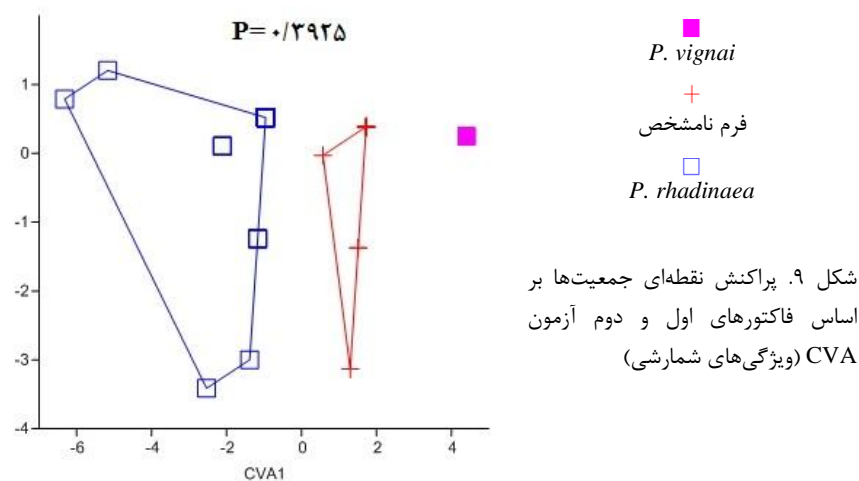 P= ۰/۳۹۲۵
1
0
-1
-2
-3
-4
-6
-4
-2
0
2
4
CVA1
P. vignai
فرم نامشخص
P. rhadinaea
شکل ۹. پراکنش نقطه‌ای جمعیت‌ها بر
اساس فاکتورهای اول و دوم آزمون
CVA (ویژگی‌های شمارشی)